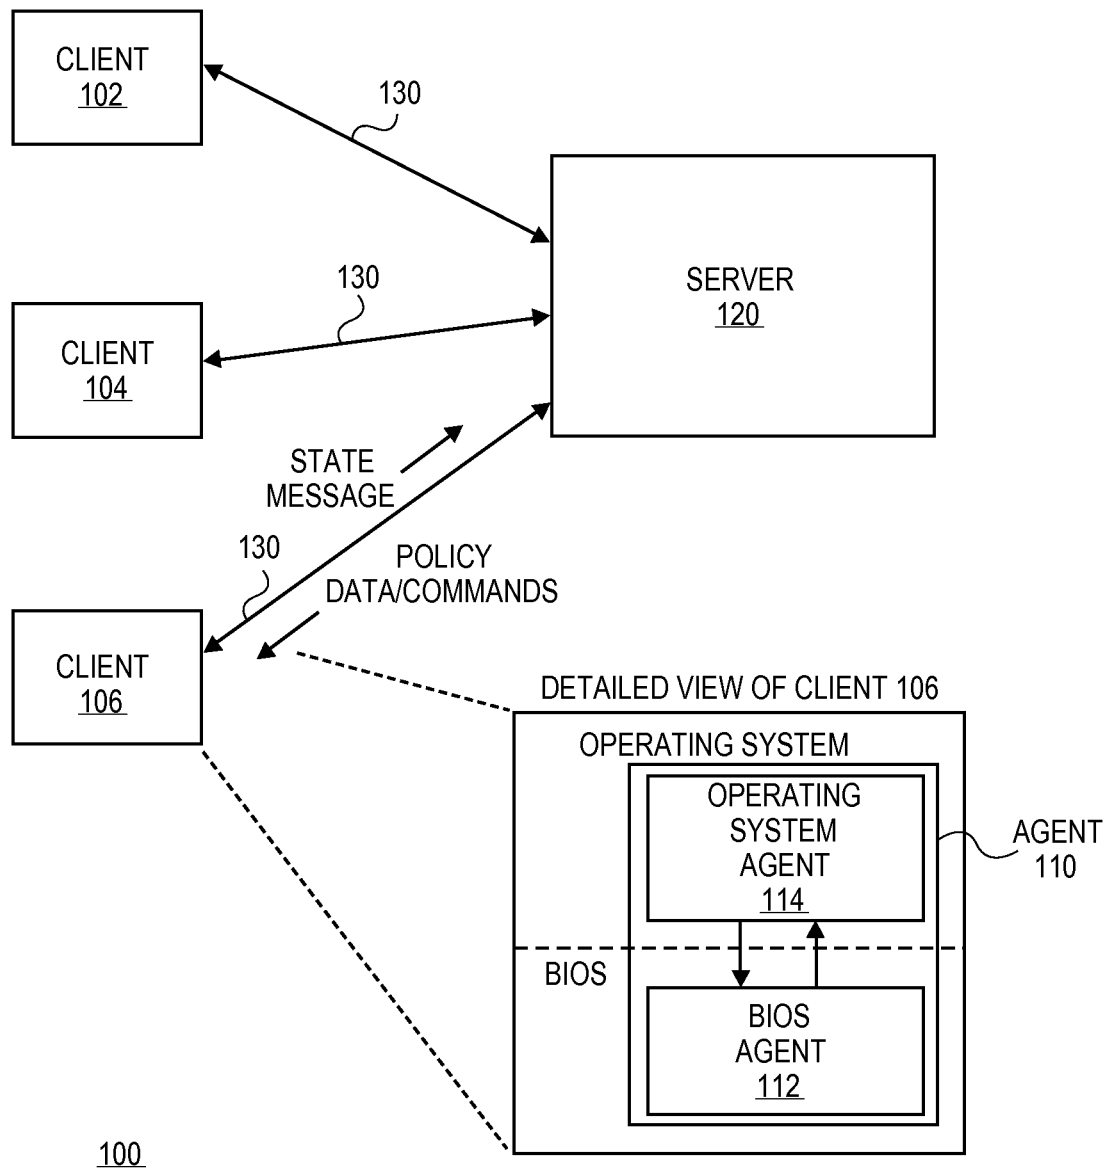 CLIENT
102
130
SERVER
120
130
CLIENT
104
STATE
MESSAGE
130
POLICY
DATA/COMMANDS
CLIENT
106
DETAILED VIEW OF CLIENT 106
OPERATING SYSTEM
OPERATING
SYSTEM
AGENT
114
AGENT
110
BIOS
BIOS
AGENT
112
100